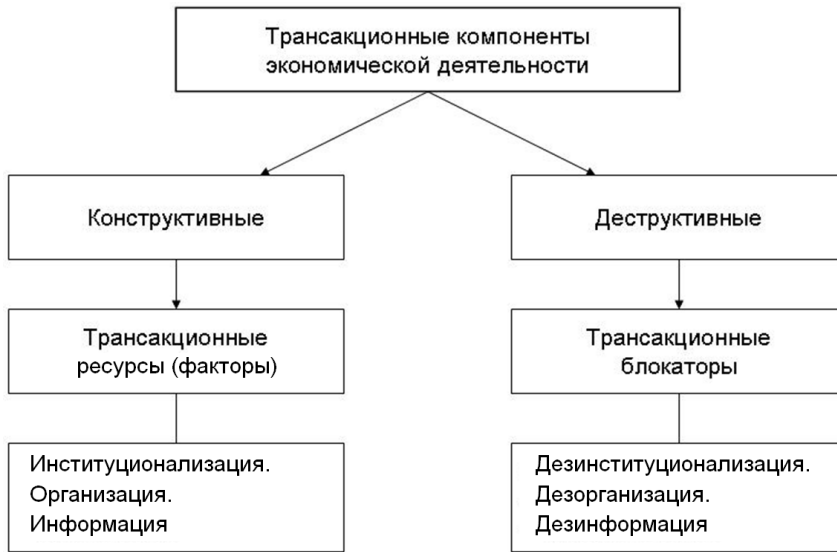 Трансакционные компоненты
экономической деятельности
Конструктивные
Деструктивные
Трансакционные
ресурсы (факторы)
Трансакционные
блокаторы
Институционализация.
Организация.
Информация
Дезинституционализация.
Дезорганизация.
Дезинформация